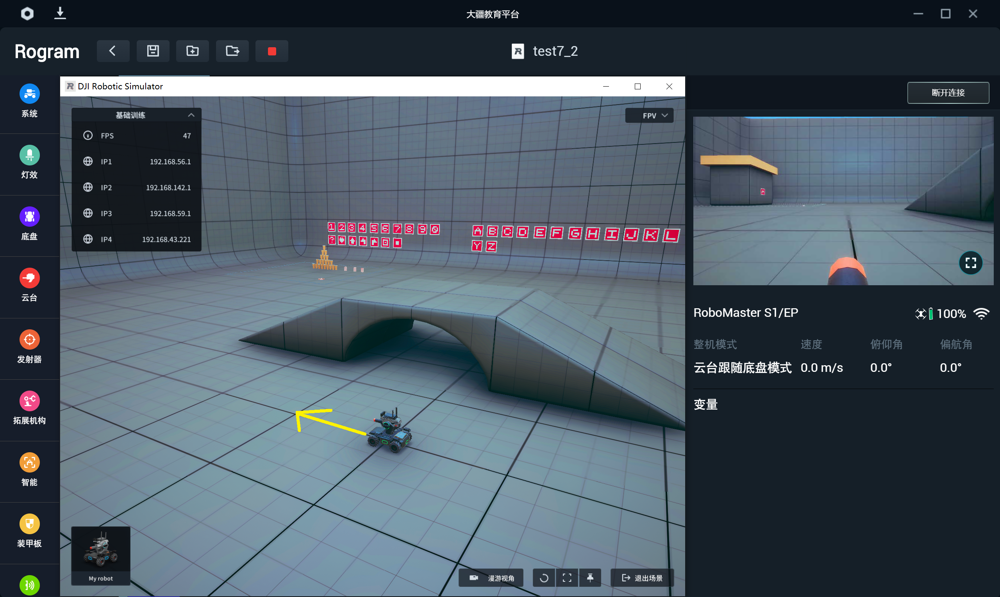 大疆教育平台
Rogram
test7_2
系统
灯效
底盘
云台
发射器
拓展机构
智能
装甲板
DJI Robotic Simulator
基础训练
FPS 47
IP1 192.168.56.1
IP2 192.168.142.1
IP3 192.168.59.1
IP4 192.168.43.221
FPV
1 2 3 4 5 6 7 8 9 0
?
A B C D E F G H I J K L
Y Z
My robot
漫游视角
退出场景
断开连接
A
RoboMaster S1/EP
100%
整机模式 速度 俯仰角 偏航角
云台跟随底盘模式 0.0 m/s 0.0° 0.0°
变量